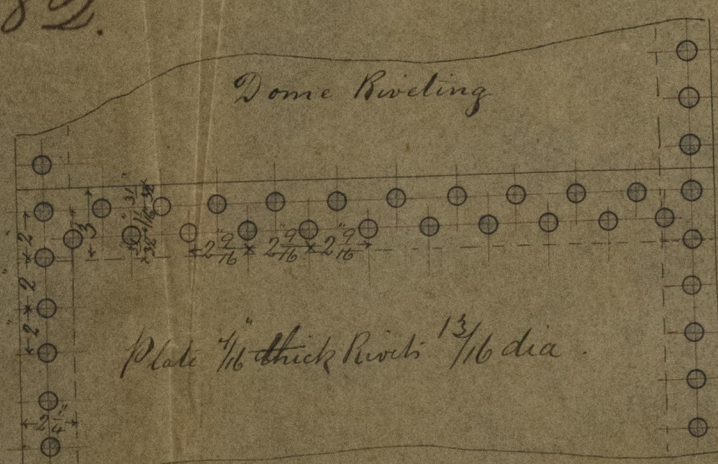 82.
Dome Riveting
3
2 9/16" 2 9/16" 2 9/16"
2" 2" 2"
Plate 7/16" thick Rivets 13/16 dia.
2 1/4"